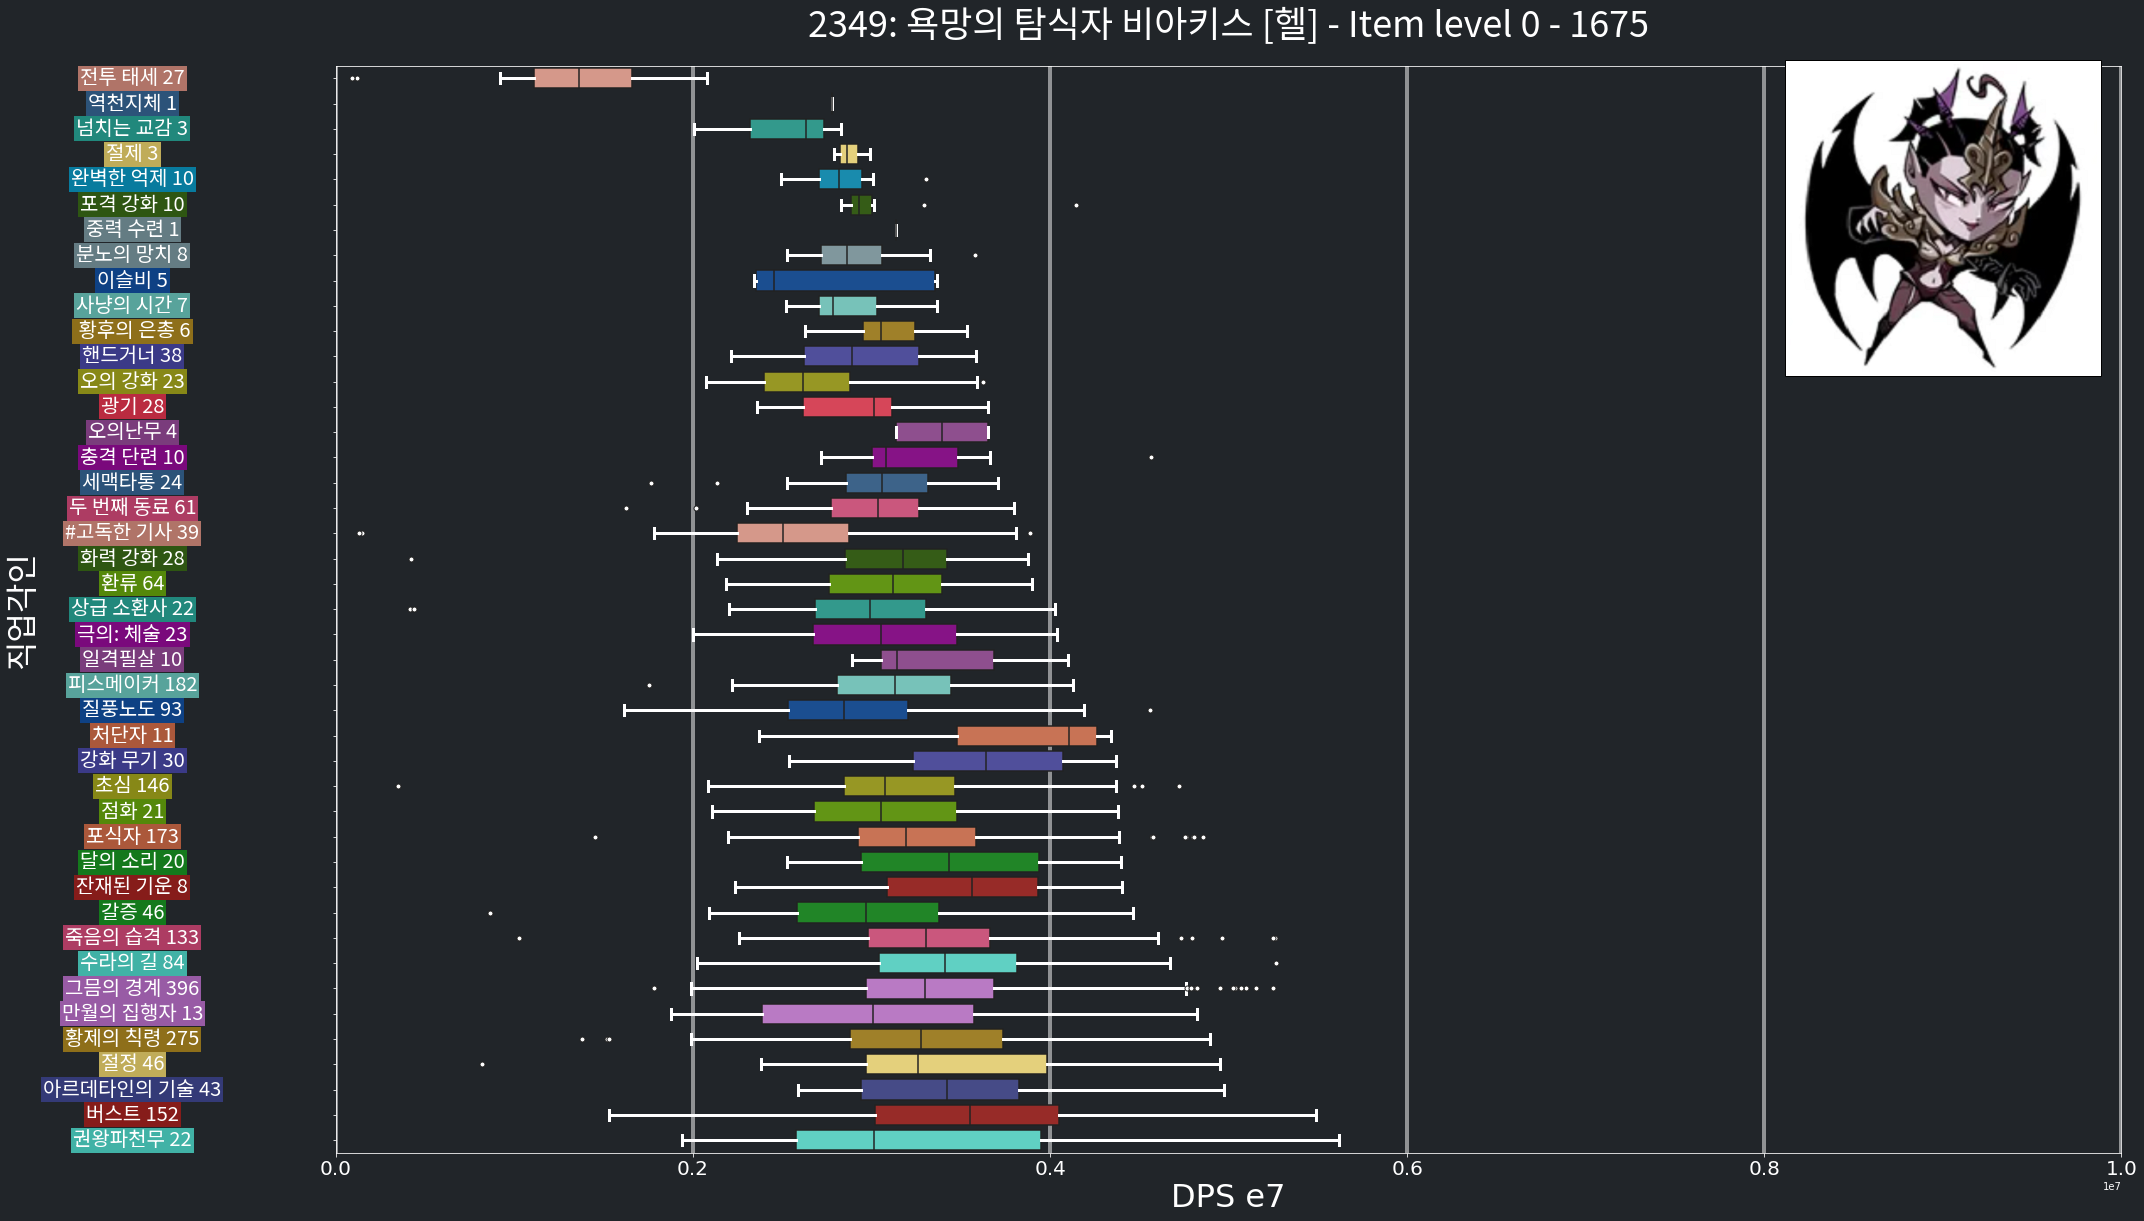 2349: 욕망의 탐식자 비아키스 [헬] - Item level 0 - 1675
직업각인
전투 태세 27
역천지체 1
넘치는 교감 3
절제 3
완벽한 억제 10
포격 강화 10
중력 수련 1
분노의 망치 8
이슬비 5
사냥의 시간 7
황후의 은총 6
핸드거너 38
오의 강화 23
광기 28
오의난무 4
충격 단련 10
세맥타통 24
두 번째 동료 61
#고독한 기사 39
화력 강화 28
환류 64
상급 소환사 22
극의: 체술 23
일격필살 10
피스메이커 182
질풍노도 93
처단자 11
강화 무기 30
초심 146
점화 21
포식자 173
달의 소리 20
잔재된 기운 8
갈증 46
죽음의 습격 133
수라의 길 84
그믐의 경계 396
만월의 집행자 13
황제의 칙령 275
절정 46
아르데타인의 기술 43
버스트 152
권왕파천무 22
0.0 0.2 0.4 0.6 0.8 1.0
1e7
DPS e7